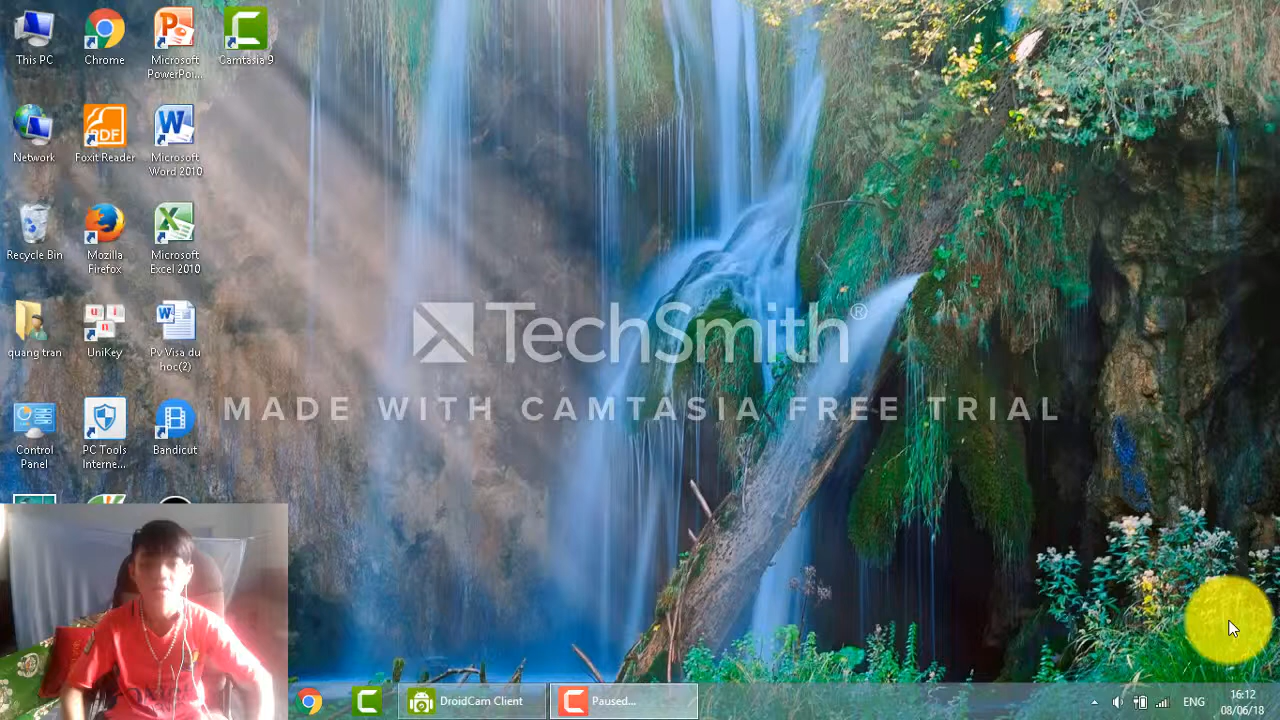 This PC
Chrome
Microsoft
PowerPoi...
Camtasia 9
Network
PDF
Foxit Reader
W
Microsoft
Word 2010
Recycle Bin
Mozilla
Firefox
Microsoft
Excel 2010
quang tran
u i
n
UniKey
Pv Visa du
hoc(2)
Control
Panel
PC Tools
Interne...
Bandicut
TechSmith®
MADE WITH CAMTASIA FREE TRIAL
DroidCam Client
Paused...
ENG
16:12
08/06/18